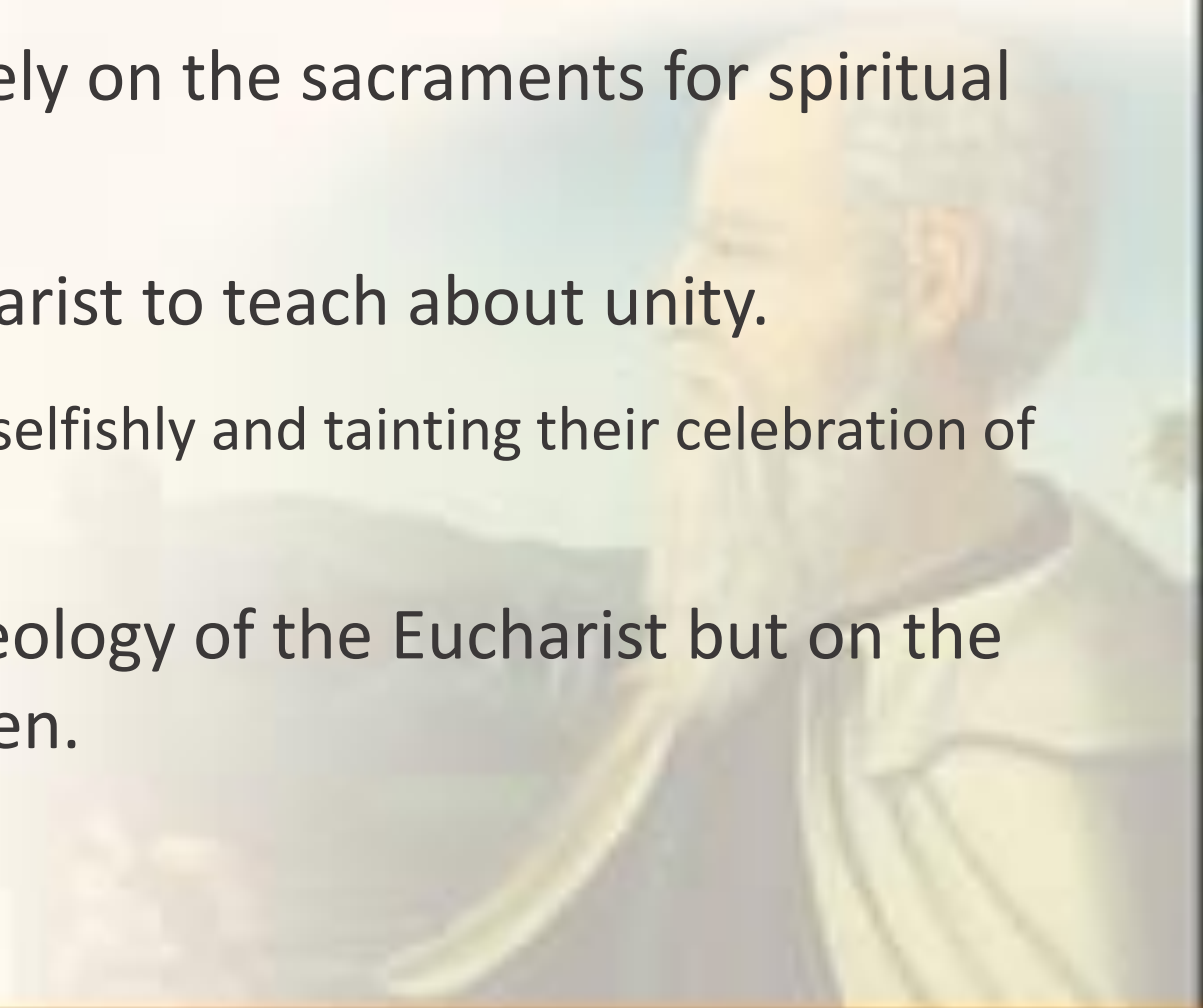 ely on the sacraments for spiritual
arist to teach about unity.
selfishly and tainting their celebration of
eology of the Eucharist but on the
en.